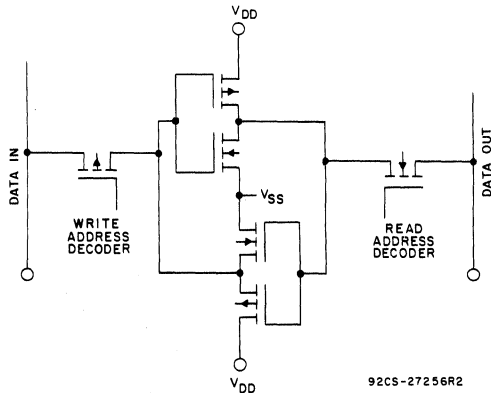 VDD
DATA IN
WRITE
ADDRESS
DECODER
VSS
READ
ADDRESS
DECODER
DATA OUT
VDD
92CS-27256R2